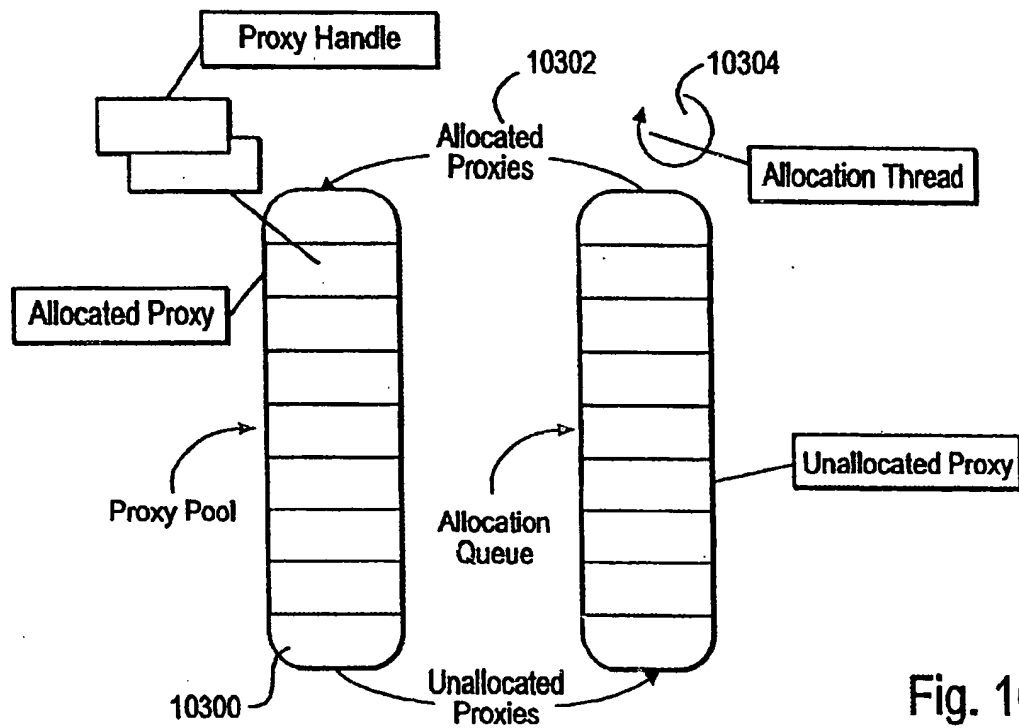 Proxy Handle
10302
10304
Allocated
Proxies
Allocation Thread
Allocated Proxy
Unallocated Proxy
Proxy Pool
Allocation
Queue
Unallocated
Proxies
10300
Fig.